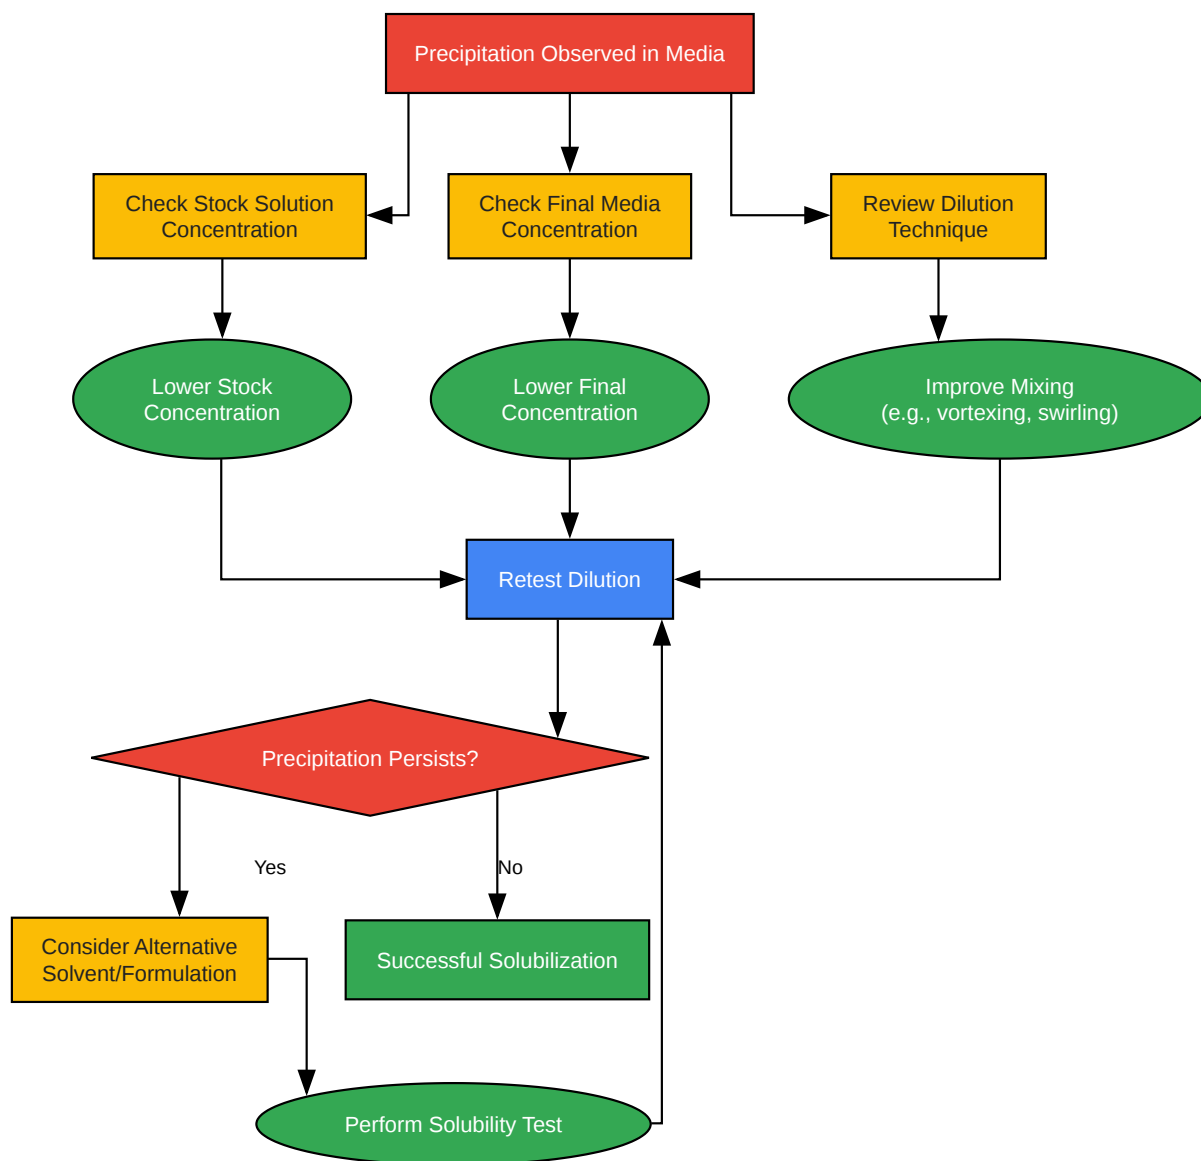 Precipitation Observed in Media
Check Stock Solution
Concentration
Check Final Media
Concentration
Review Dilution
Technique
Lower Stock
Concentration
Lower Final
Concentration
Improve Mixing
(e.g., vortexing, swirling)
Retest Dilution
Precipitation Persists?
Yes
No
Consider Alternative
Solvent/Formulation
Successful Solubilization
Perform Solubility Test